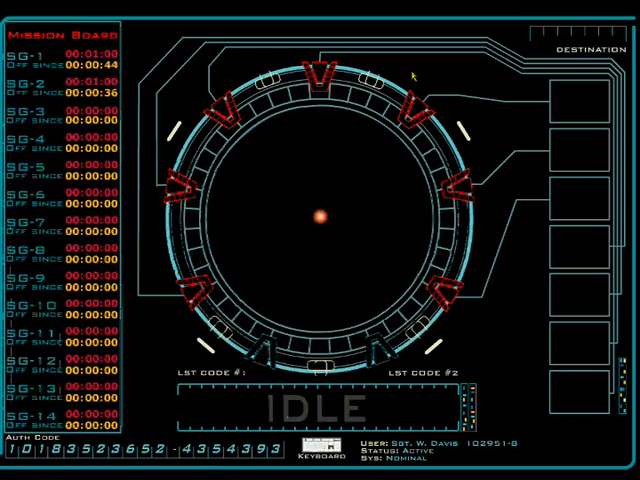 Mission Board
SG-1 00:01:00
Off Since 00:00:44
SG-2 00:01:00
Off Since 00:00:36
SG-3 00:00:00
Off Since 00:00:00
SG-4 00:00:00
Off Since 00:00:00
SG-5 00:00:00
Off Since 00:00:00
SG-6 00:00:00
Off Since 00:00:00
SG-7 00:00:00
Off Since 00:00:00
SG-8 00:00:00
Off Since 00:00:00
SG-9 00:00:00
Off Since 00:00:00
SG-10 00:00:00
Off Since 00:00:00
SG-11 00:00:00
Off Since 00:00:00
SG-12 00:00:00
Off Since 00:00:00
SG-13 00:00:00
Off Since 00:00:00
SG-14 00:00:00
Off Since 00:00:00
Auth Code
10183523652-4354393
DESTINATION
LST CODE #1
LST CODE #2
IDLE
Keyboard
User: Sgt. W. Davis 102951-8
Status: Active
Sys: Nominal